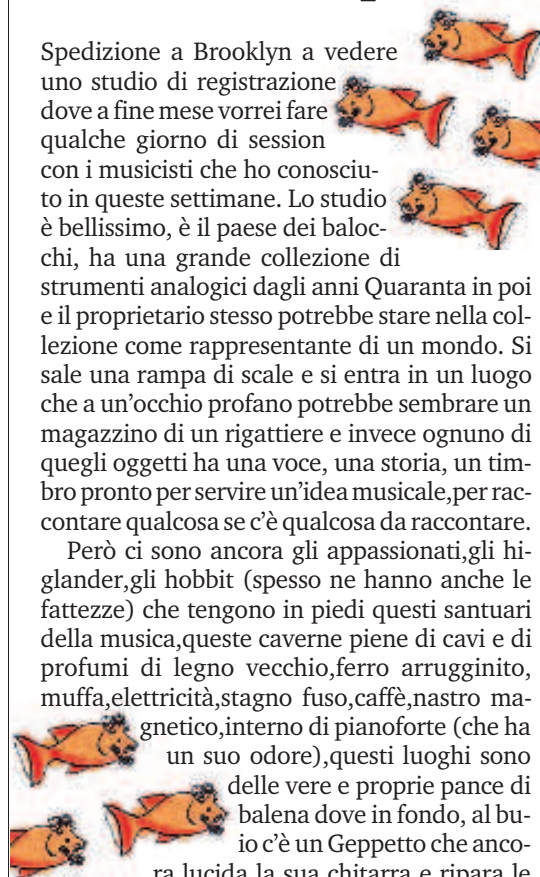 Spedizione a Brooklyn a vedere
uno studio di registrazione
dove a fine mese vorrei fare
qualche giorno di session
con i musicisti che ho conosciu-
to in queste settimane. Lo studio
è bellissimo, è il paese dei baloc-
chi, ha una grande collezione di
strumenti analogici dagli anni Quaranta in poi
e il proprietario stesso potrebbe stare nella col-
lezione come rappresentante di un mondo. Si
sale una rampa di scale e si entra in un luogo
che a un'occhio profano potrebbe sembrare un
magazzino di un rigattiere e invece ognuno di
quegli oggetti ha una voce, una storia, un tim-
bro pronto per servire un'idea musicale,per rac-
contare qualcosa se c'è qualcosa da raccontare.
Però ci sono ancora gli appassionati,gli hi-
glander,gli hobbit (spesso ne hanno anche le
fattezze) che tengono in piedi questi santuari
della musica,queste caverne piene di cavi e di
profumi di legno vecchio,ferro arrugginito,
muffa,elettricità,stagno fuso,caffè,nastro ma-
gnetico,interno di pianoforte (che ha
un suo odore),questi luoghi sono
delle vere e proprie pance di
balena dove in fondo, al bu-
io c'è un Geppetto che anco-
ra lucida la sua chitarra e ripara le